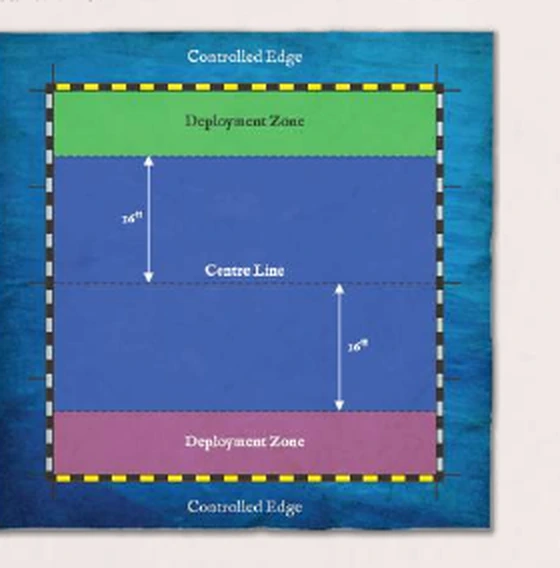 Controlled Edge
Deployment Zone
16"
Centre Line
16"
Deployment Zone
Controlled Edge